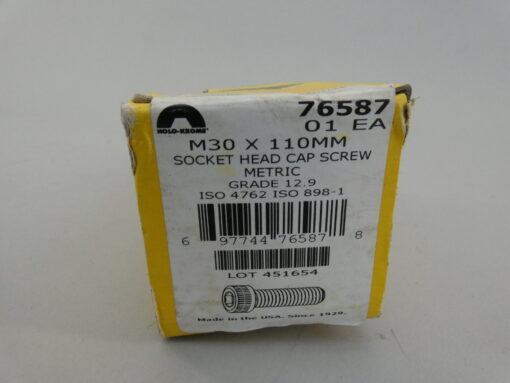 HOLO-KROME
76587
01 EA
M30 X 110MM
SOCKET HEAD CAP SCREW
METRIC
GRADE 12.9
ISO 4762 ISO 898-1
6 97744 76587 8
LOT 451654
Made in the USA. Since 1929.